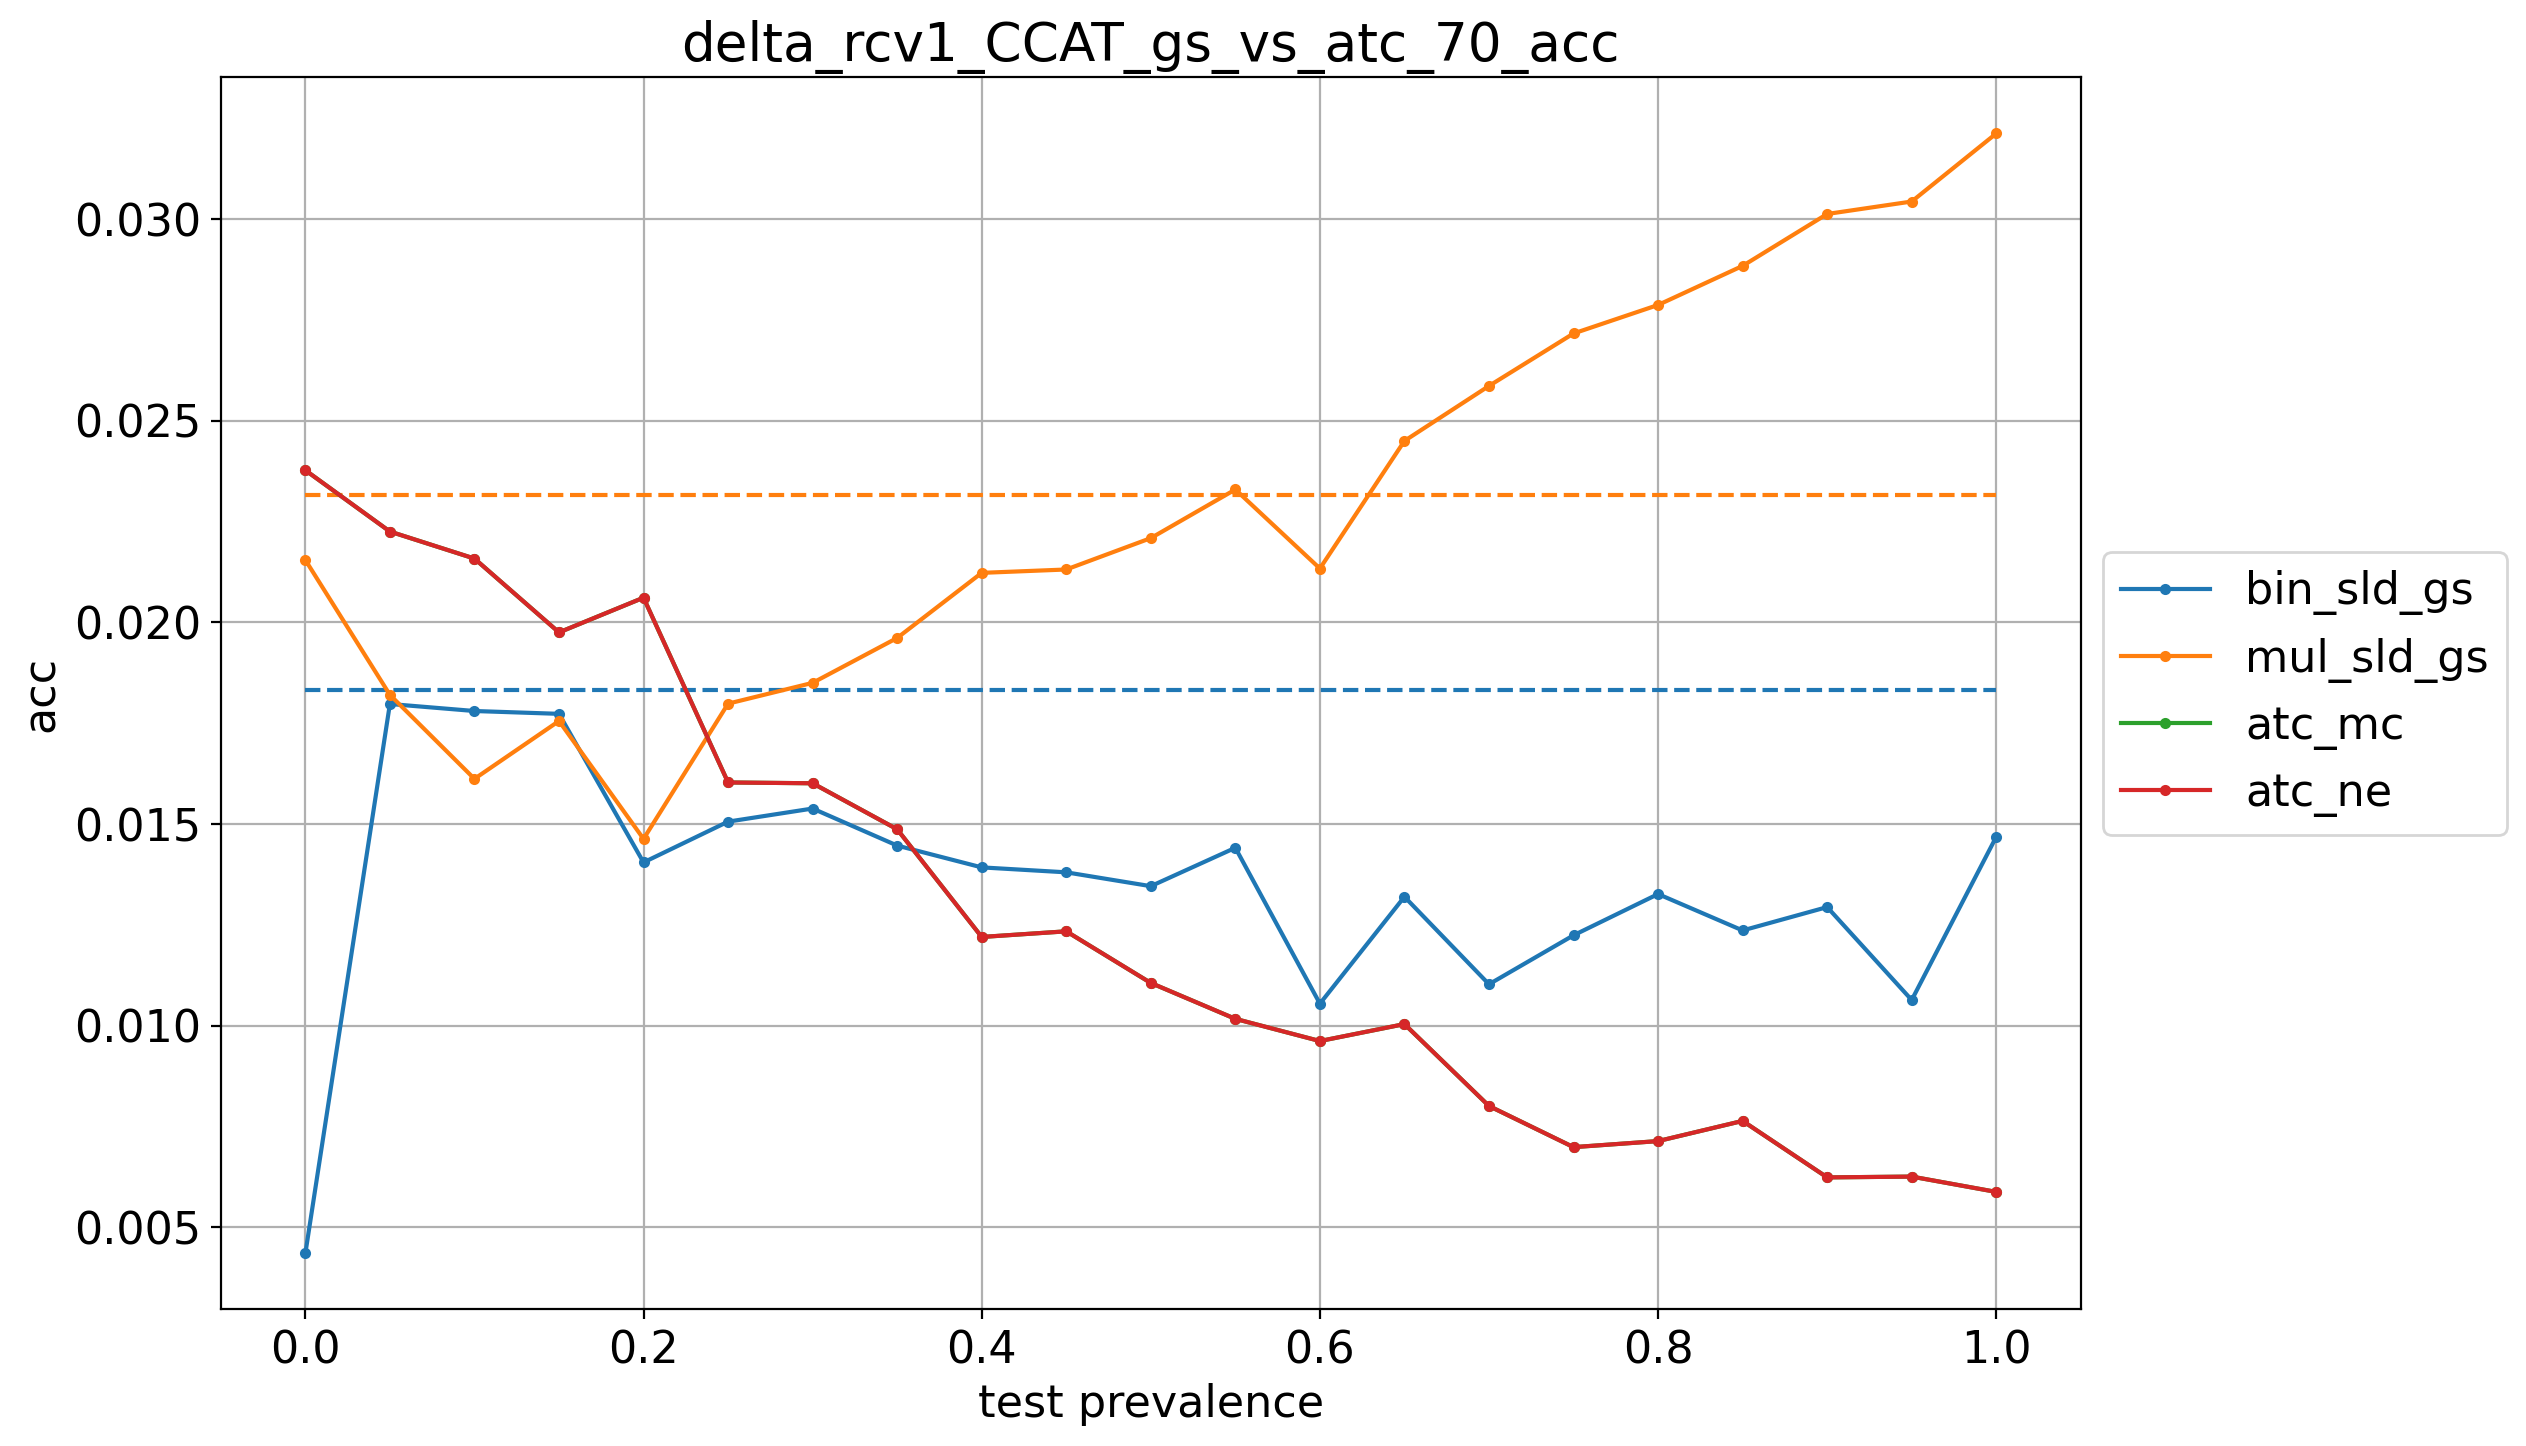 delta_rcv1_CCAT_gs_vs_atc_70_acc
acc
0.030
0.025
0.020
0.015
0.010
0.005
0.0 0.2 0.4 0.6 0.8 1.0
test prevalence
bin_sld_gs
mul_sld_gs
atc_mc
atc_ne